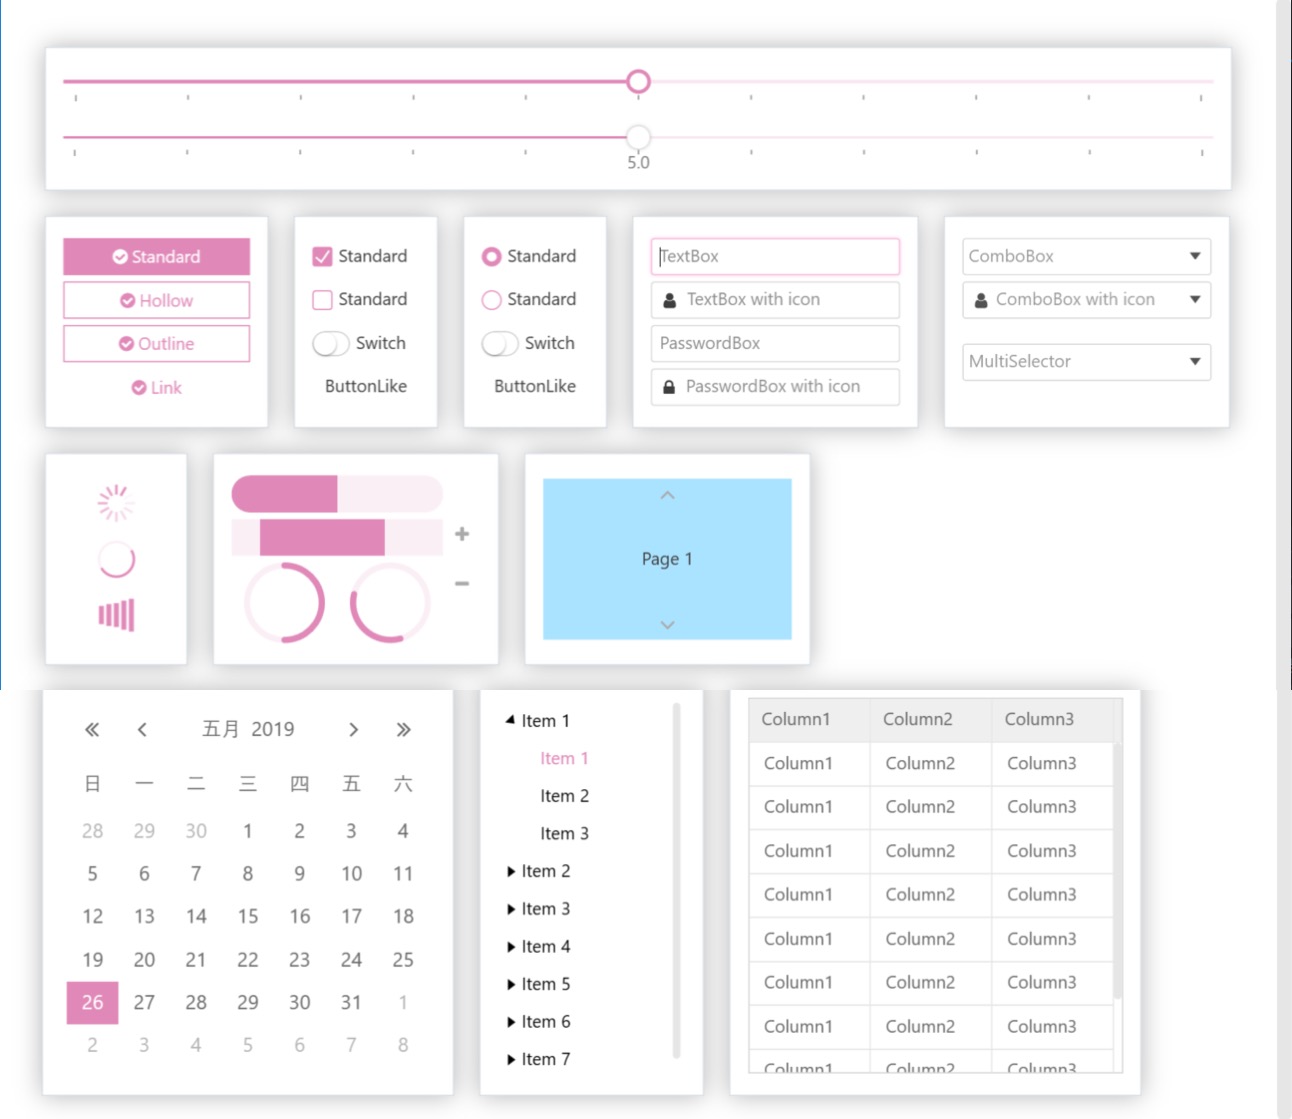 5.0
Standard
Hollow
Outline
Link
Standard
Standard
Switch
ButtonLike
Standard
Standard
Switch
ButtonLike
TextBox
TextBox with icon
PasswordBox
PasswordBox with icon
ComboBox
ComboBox with icon
MultiSelector
Page 1
五月 2019
日 一 二 三 四 五 六
28 29 30 1 2 3 4
5 6 7 8 9 10 11
12 13 14 15 16 17 18
19 20 21 22 23 24 25
26 27 28 29 30 31 1
2 3 4 5 6 7 8
Item 1
Item 1
Item 2
Item 3
Item 2
Item 3
Item 4
Item 5
Item 6
Item 7
Column1 Column2 Column3
Column1 Column2 Column3
Column1 Column2 Column3
Column1 Column2 Column3
Column1 Column2 Column3
Column1 Column2 Column3
Column1 Column2 Column3
Column1 Column2 Column3
Column1 Column2 Column3